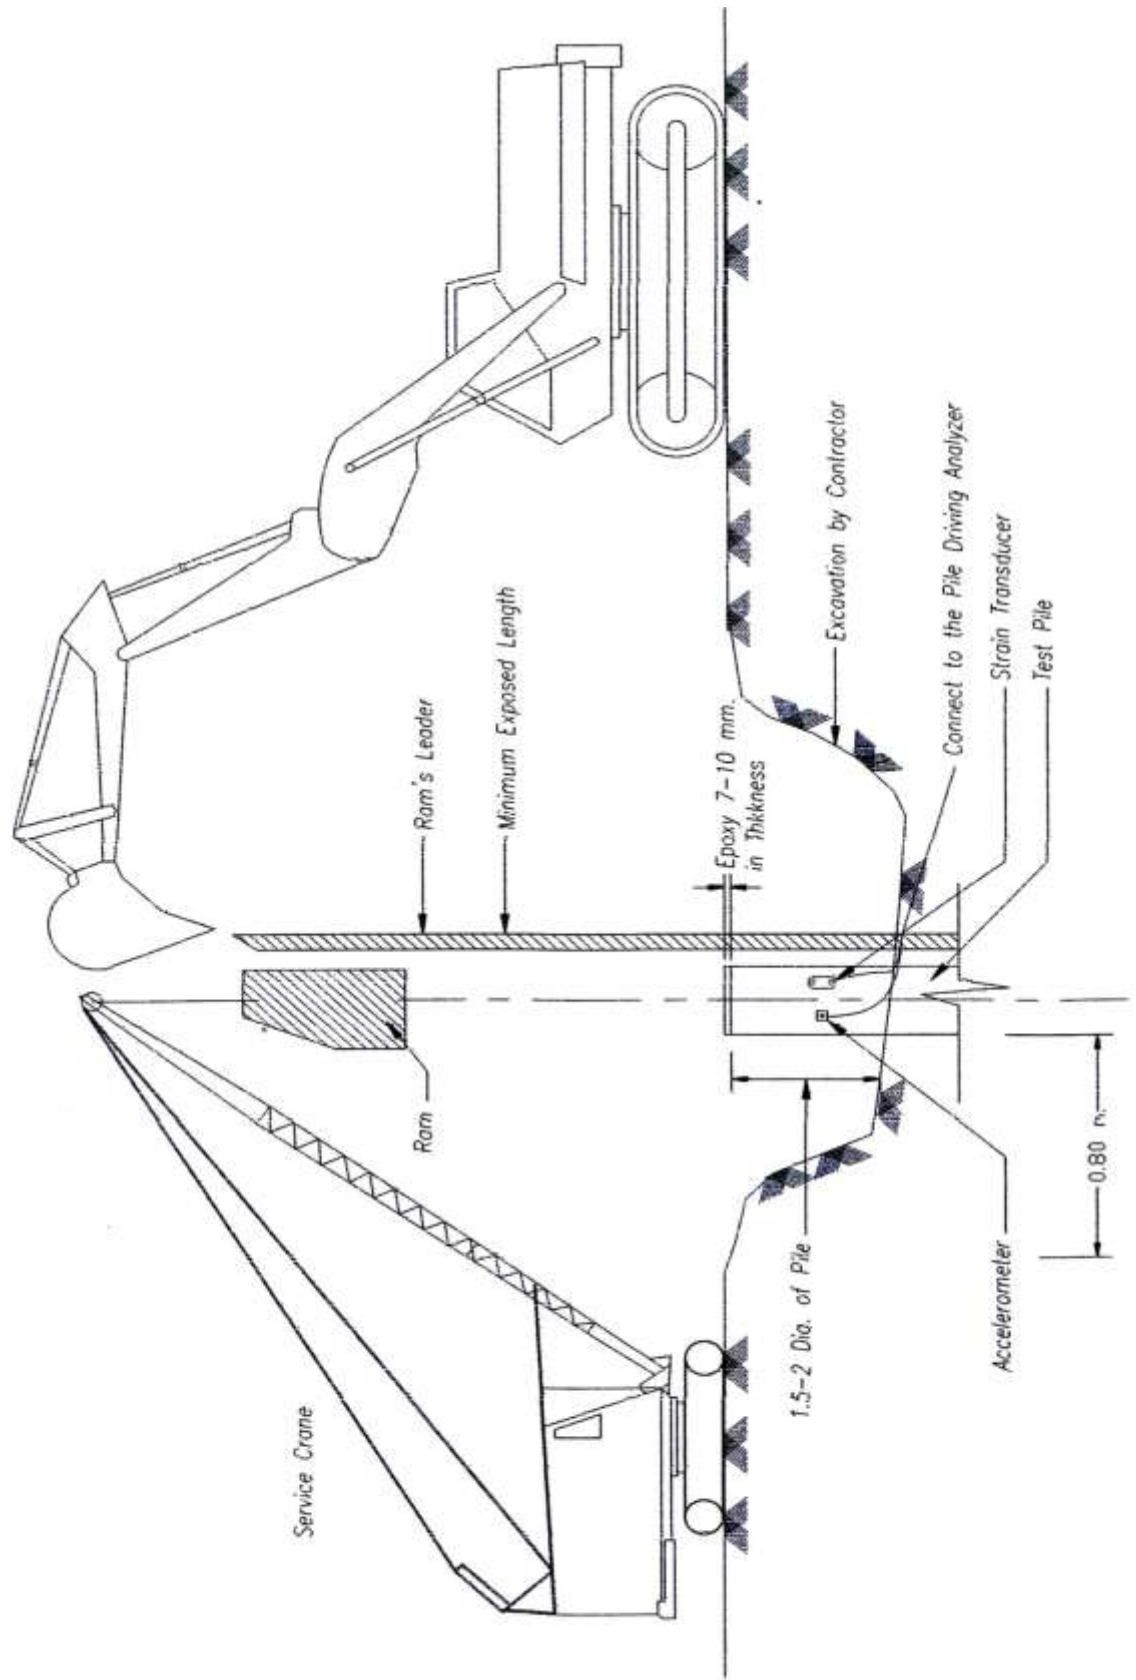 Service Crane
Ram
Ram's Leader
Minimum Exposed Length
Epoxy 7-10 mm.
in Thkkness
1.5-2 Dia. of Pile
Excavation by Contractor
Connect to the Pile Driving Analyzer
Strain Transducer
Test Pile
Accelerometer
0.80 m.